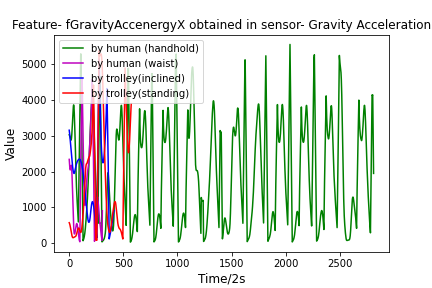 Feature- fGravityAccenergyX obtained in sensor- Gravity Acceleration
by human (handhold)
by human (waist)
by trolley(inclined)
by trolley(standing)
Value
5000
4000
3000
2000
1000
0
0 500 1000 1500 2000 2500
Time/2s